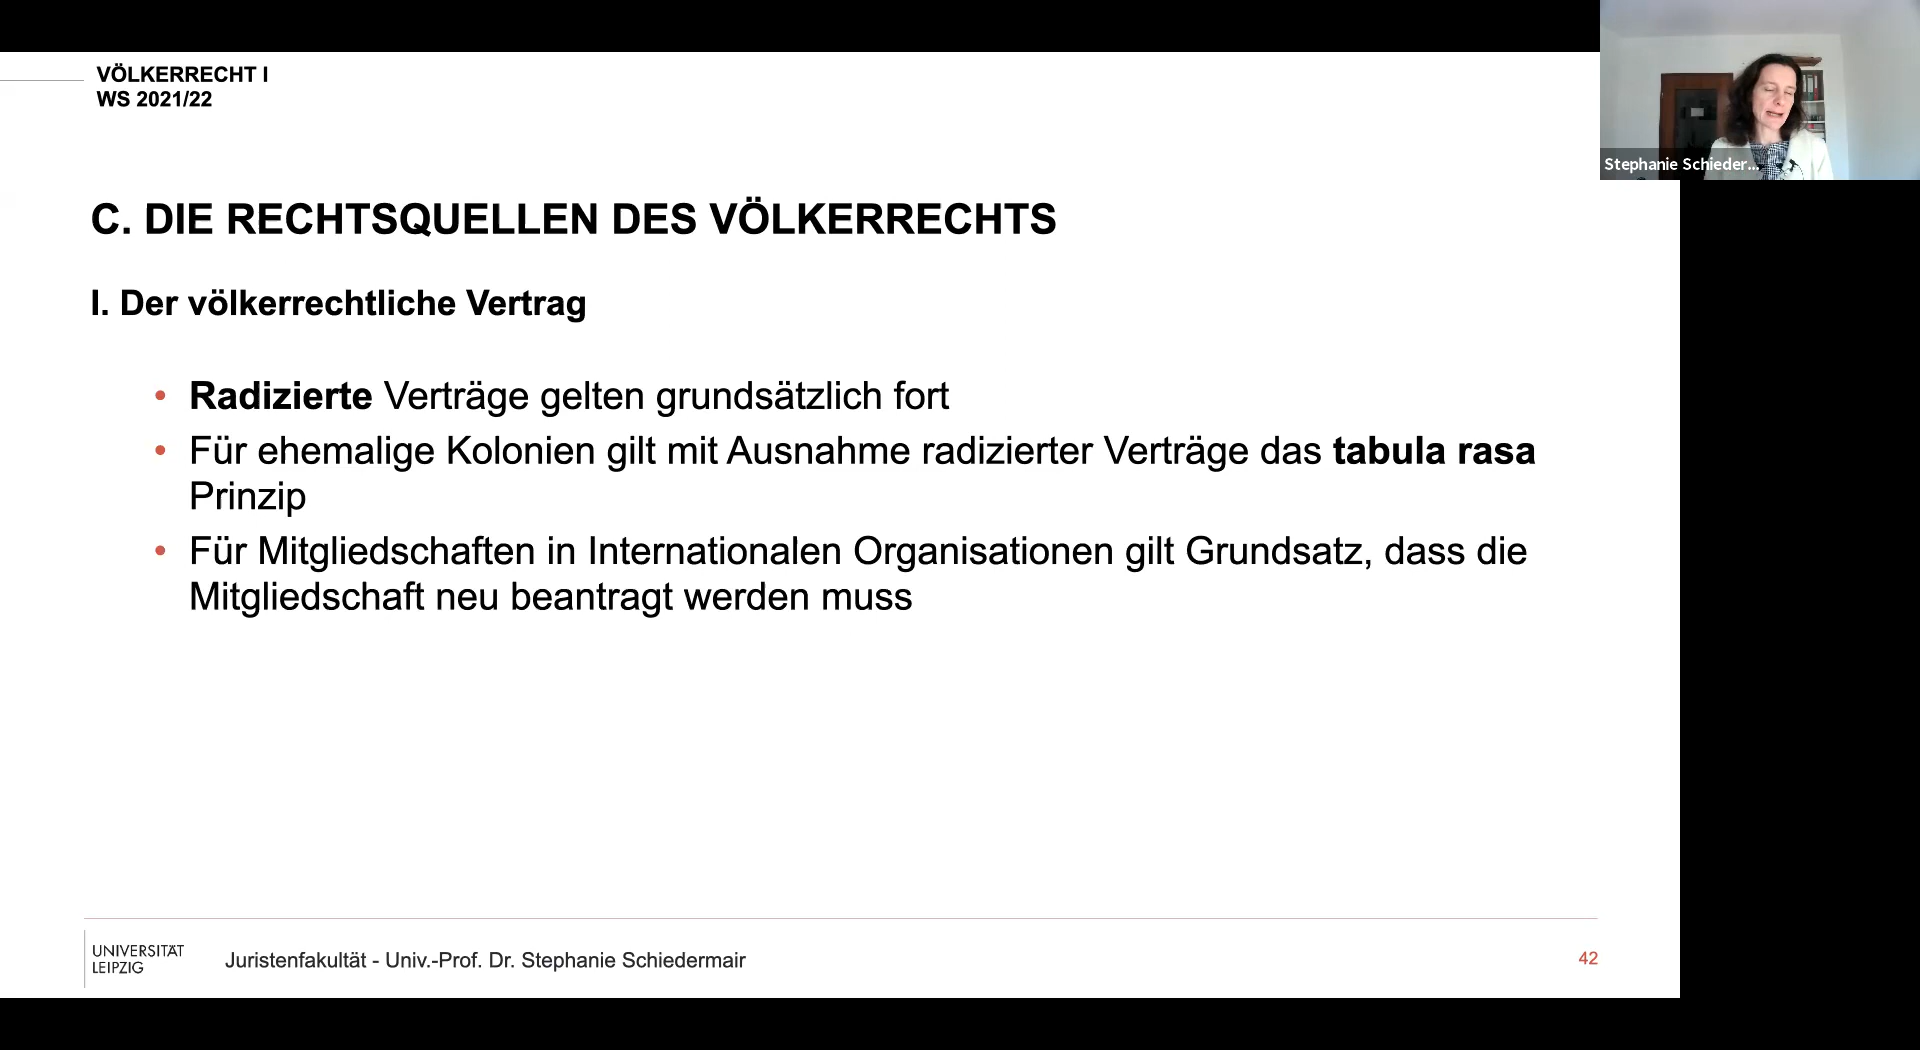 VÖLKERRECHT I
WS 2021/22
Stephanie Schieder...
C. DIE RECHTSQUELLEN DES VÖLKERRECHTS
I. Der völkerrechtliche Vertrag
• Radizierte Verträge gelten grundsätzlich fort
• Für ehemalige Kolonien gilt mit Ausnahme radizierter Verträge das tabula rasa
Prinzip
• Für Mitgliedschaften in Internationalen Organisationen gilt Grundsatz, dass die
Mitgliedschaft neu beantragt werden muss
UNIVERSITÄT
LEIPZIG
Juristenfakultät - Univ.-Prof. Dr. Stephanie Schiedermair
42